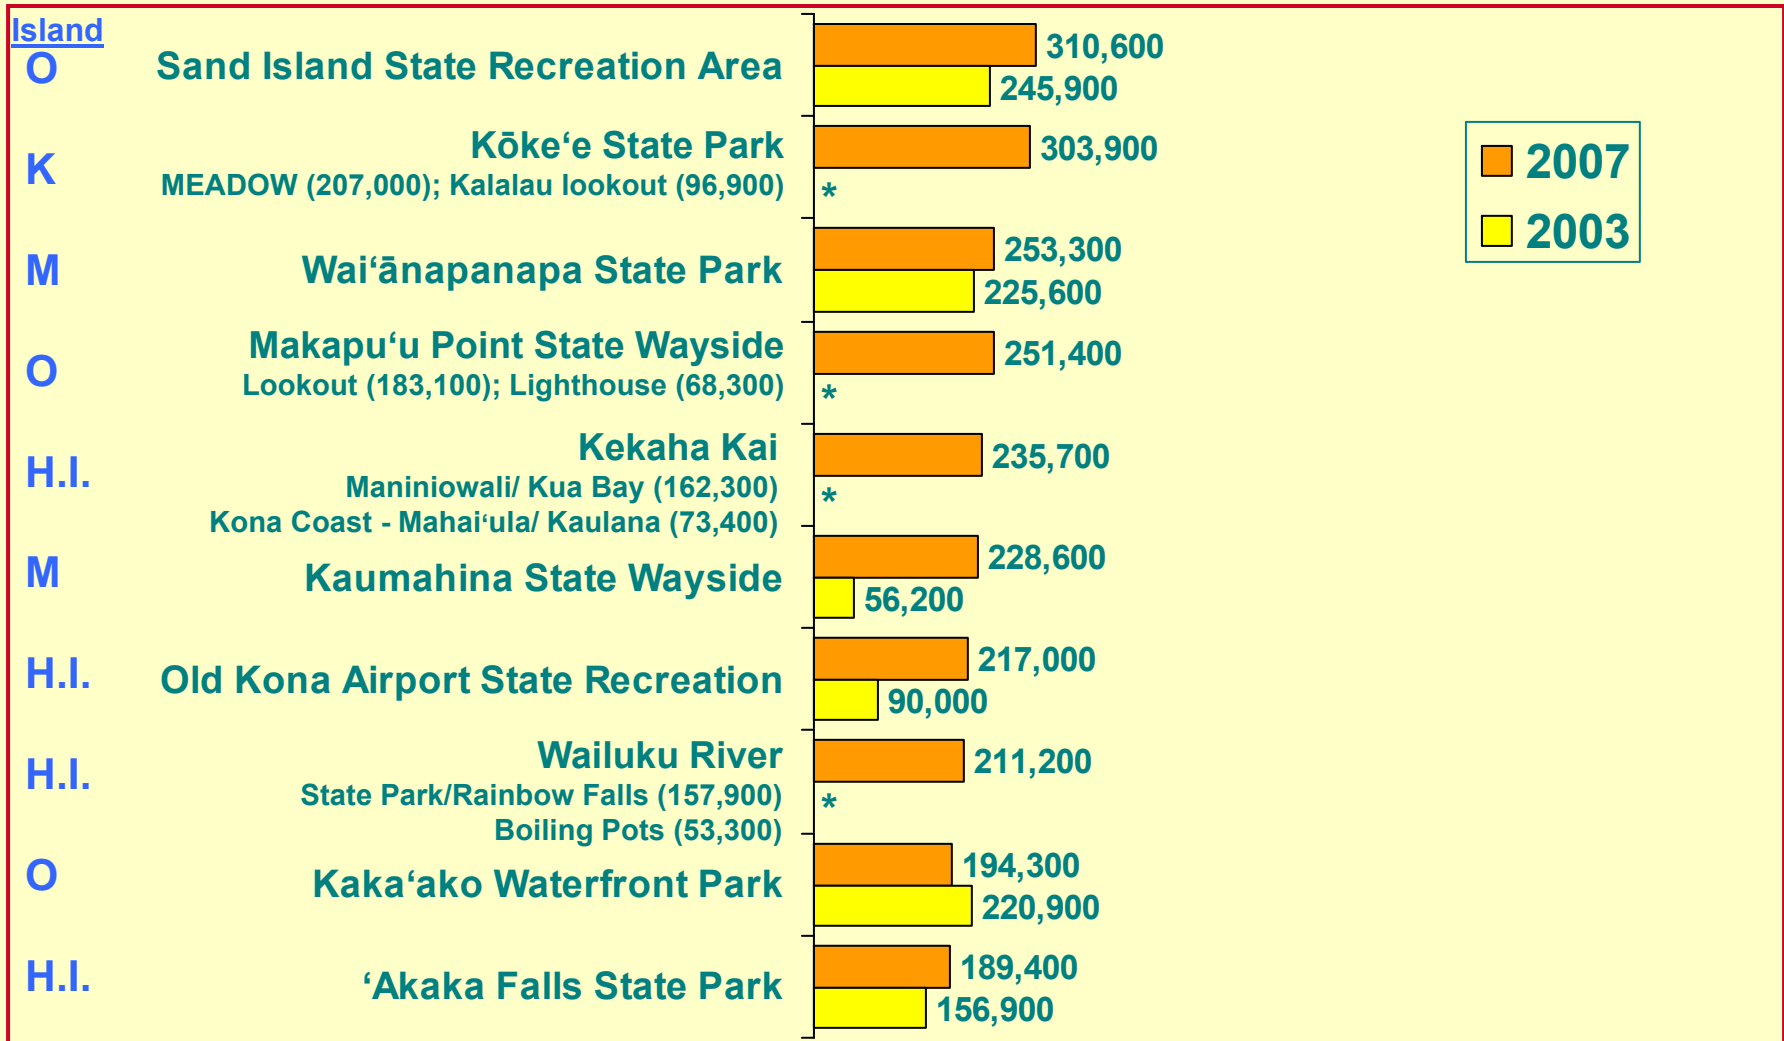 Island
O
Sand Island State Recreation Area
310,600
245,900
K
Kōke‘e State Park
MEADOW (207,000); Kalalau lookout (96,900)
303,900
*
M
Wai‘ānapanapa State Park
253,300
225,600
O
Makapu‘u Point State Wayside
Lookout (183,100); Lighthouse (68,300)
251,400
*
H.I.
Kekaha Kai
Maniniowali/ Kua Bay (162,300)
Kona Coast - Mahai‘ula/ Kaulana (73,400)
235,700
*
M
Kaumahina State Wayside
228,600
56,200
H.I.
Old Kona Airport State Recreation
217,000
90,000
H.I.
Wailuku River
State Park/Rainbow Falls (157,900)
Boiling Pots (53,300)
211,200
*
O
Kaka‘ako Waterfront Park
194,300
220,900
H.I.
‘Akaka Falls State Park
189,400
156,900
2007
2003